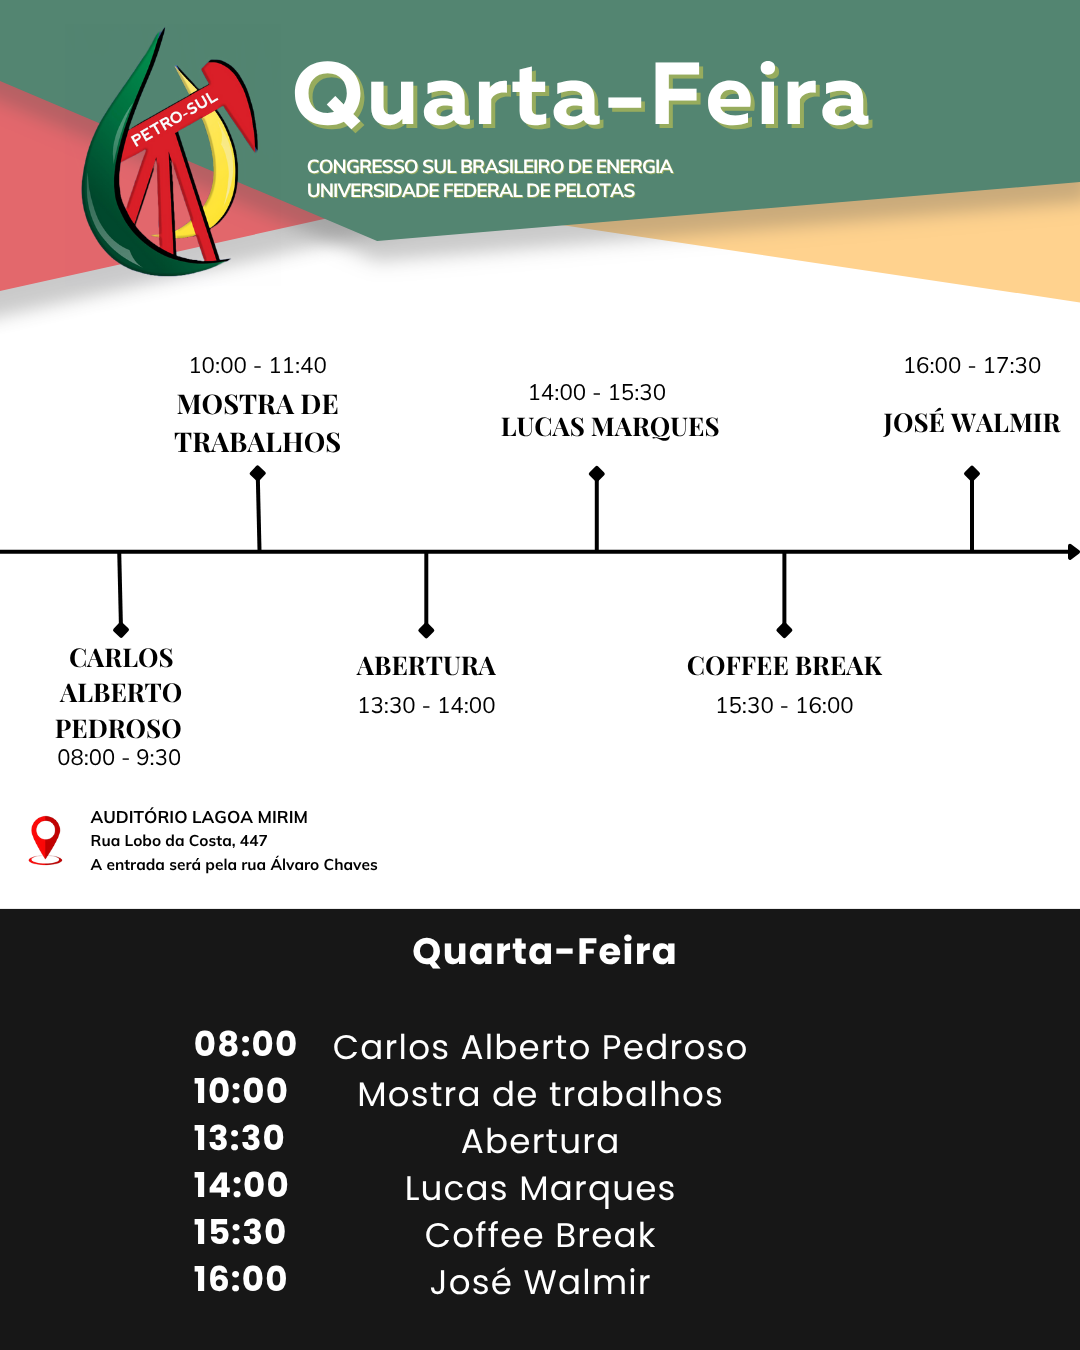 PETRO-SUL
Quarta-Feira
CONGRESSO SUL BRASILEIRO DE ENERGIA
UNIVERSIDADE FEDERAL DE PELOTAS
10:00 - 11:40
MOSTRA DE
TRABALHOS
14:00 - 15:30
LUCAS MARQUES
16:00 - 17:30
JOSÉ WALMIR
CARLOS
ALBERTO
PEDROSO
08:00 - 9:30
ABERTURA
13:30 - 14:00
COFFEE BREAK
15:30 - 16:00
AUDITÓRIO LAGOA MIRIM
Rua Lobo da Costa, 447
A entrada será pela rua Álvaro Chaves
Quarta-Feira
08:00 Carlos Alberto Pedroso
10:00 Mostra de trabalhos
13:30 Abertura
14:00 Lucas Marques
15:30 Coffee Break
16:00 José Walmir